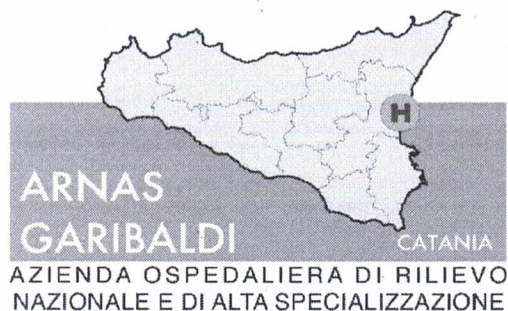 H
ARNAS
GARIBALDI
CATANIA
AZIENDA OSPEDALIERA DI RILIEVO
NAZIONALE E DI ALTA SPECIALIZZAZIONE